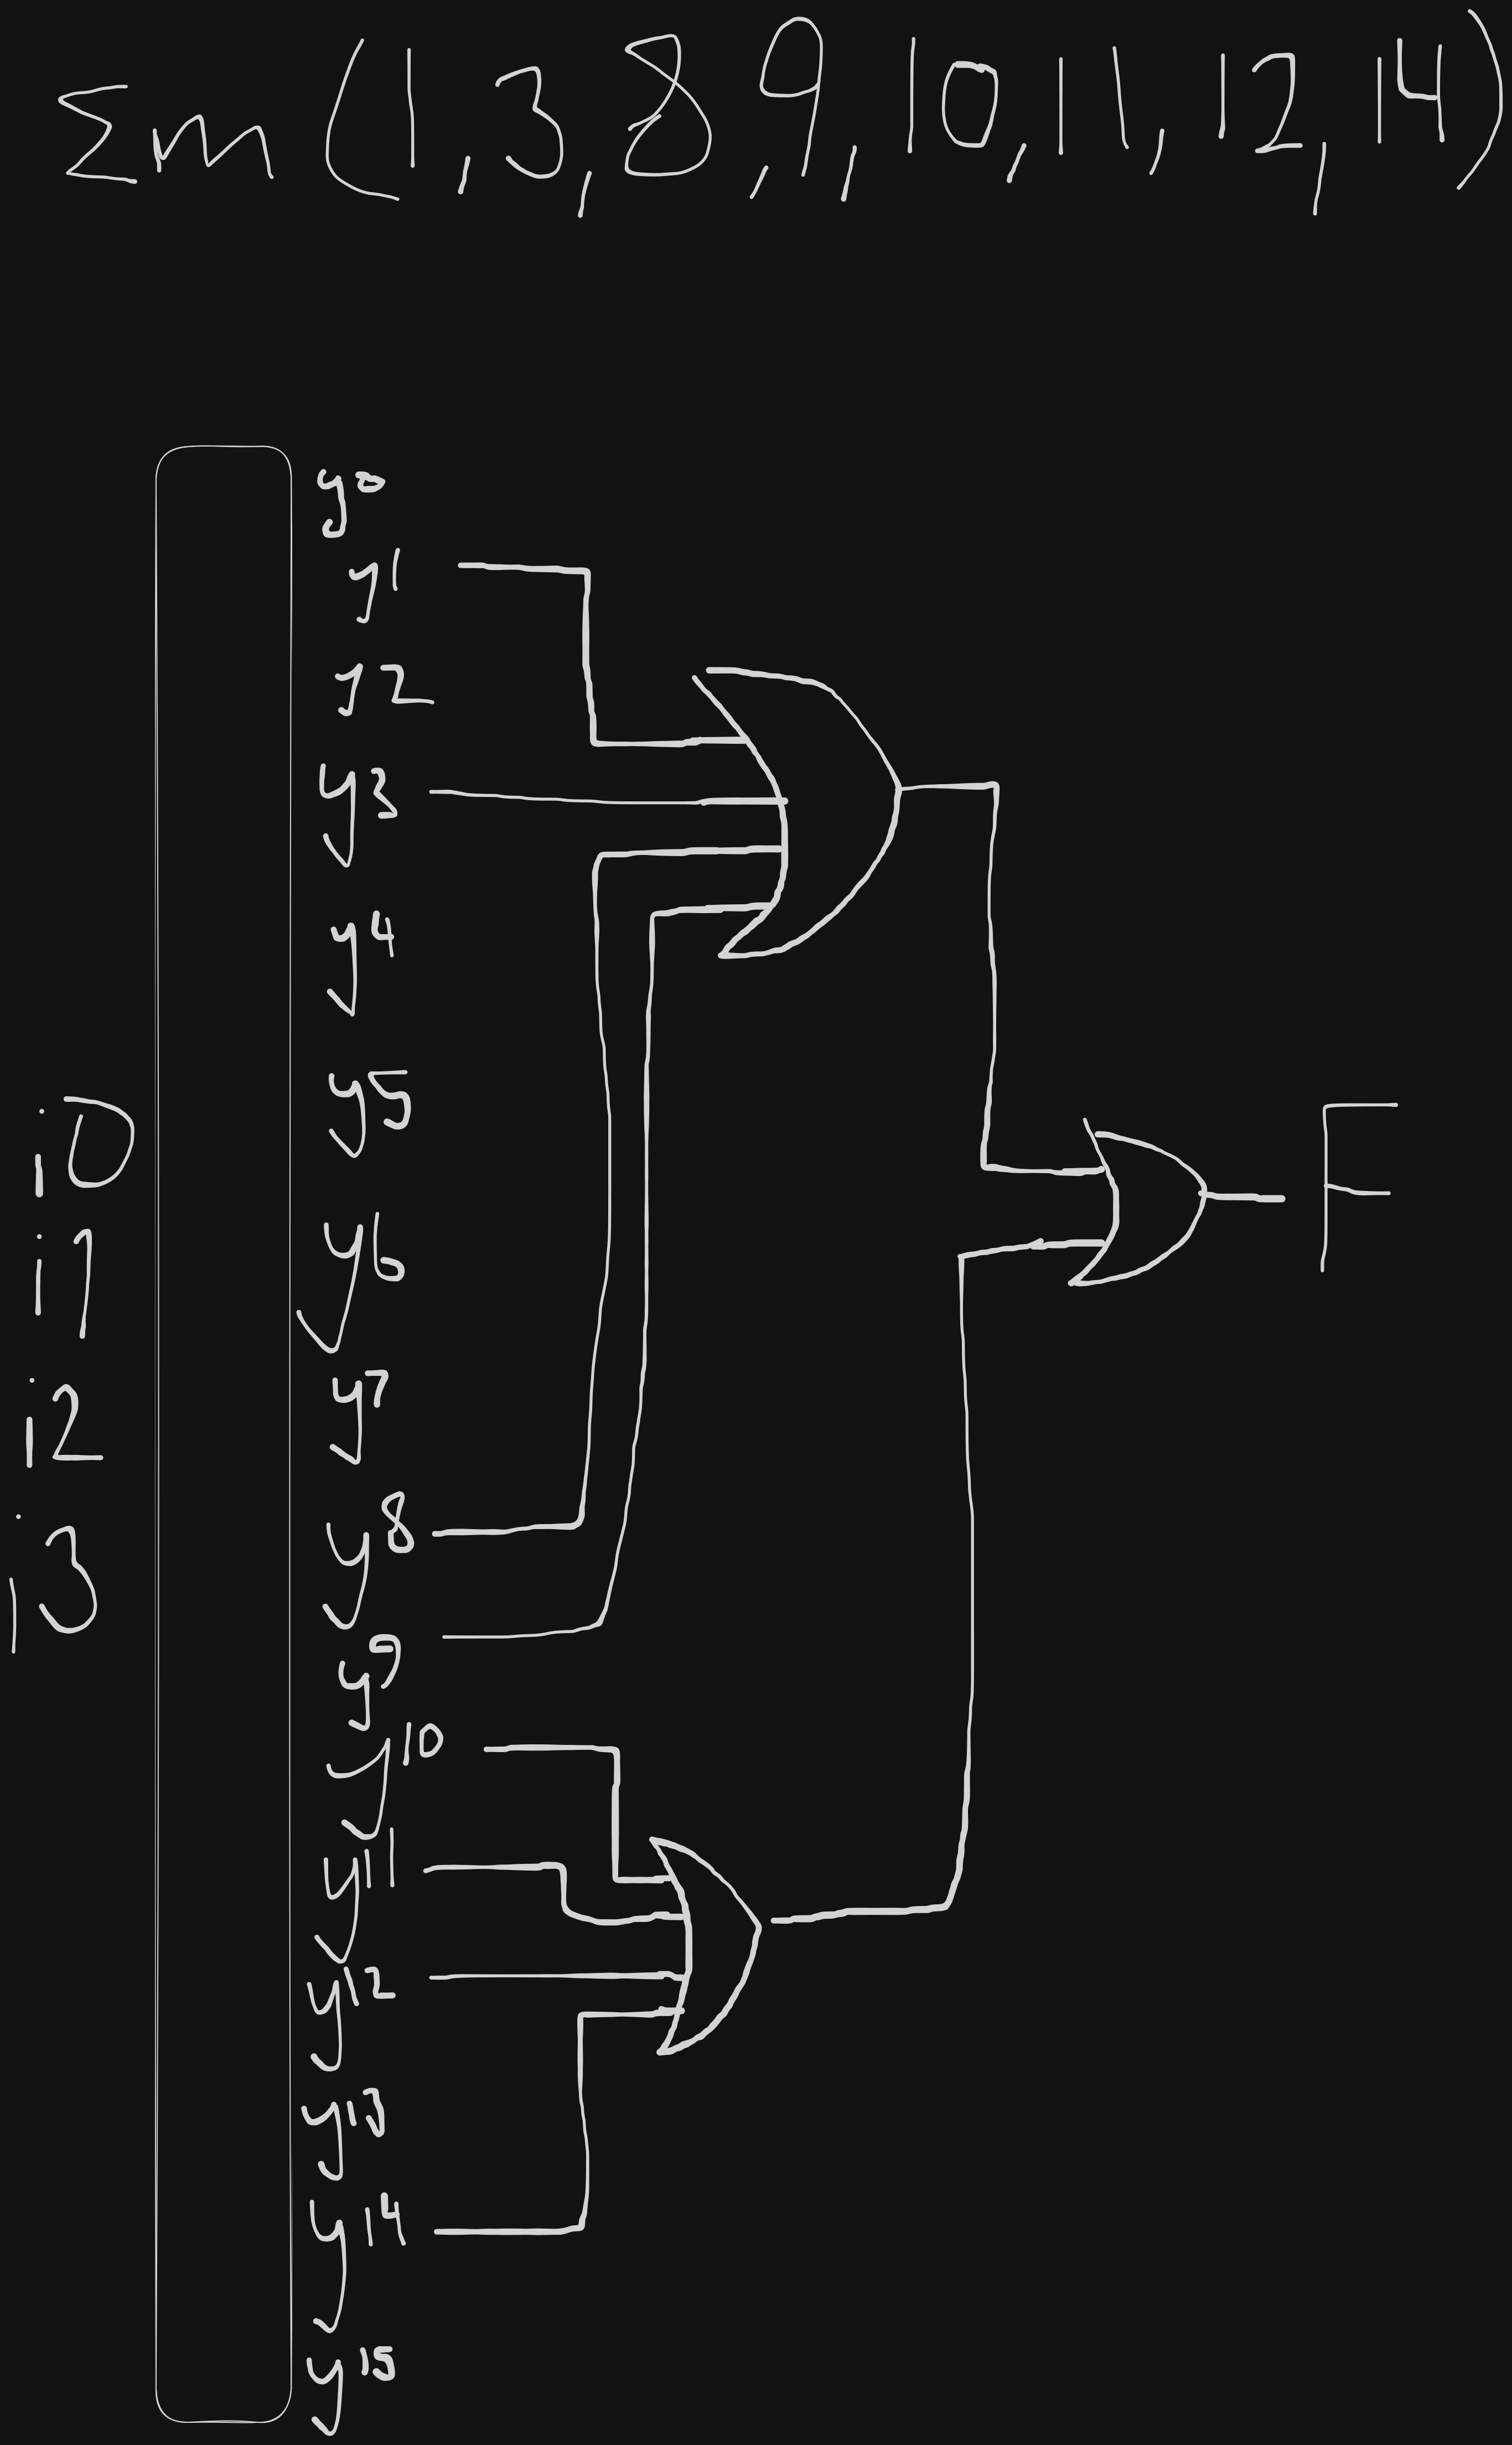 Σm(1,3,8,9,10,11,12,14)
y0
y1
y2
y3
y4
y5
i0
i1
y6
i2
y7
i3
y8
y9
y10
y11
y12
y13
y14
y15
F